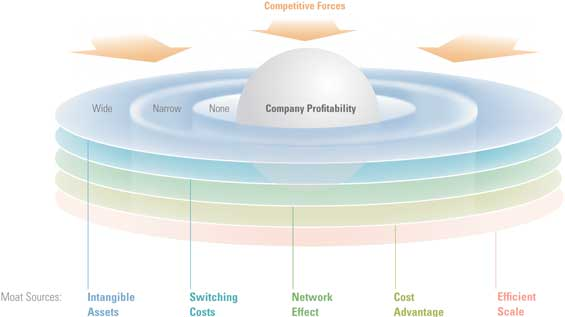 Competitive Forces
Wide Narrow None Company Profitability
Moat Sources: Intangible Switching Network Cost Efficient
Assets Costs Effect Advantage Scale